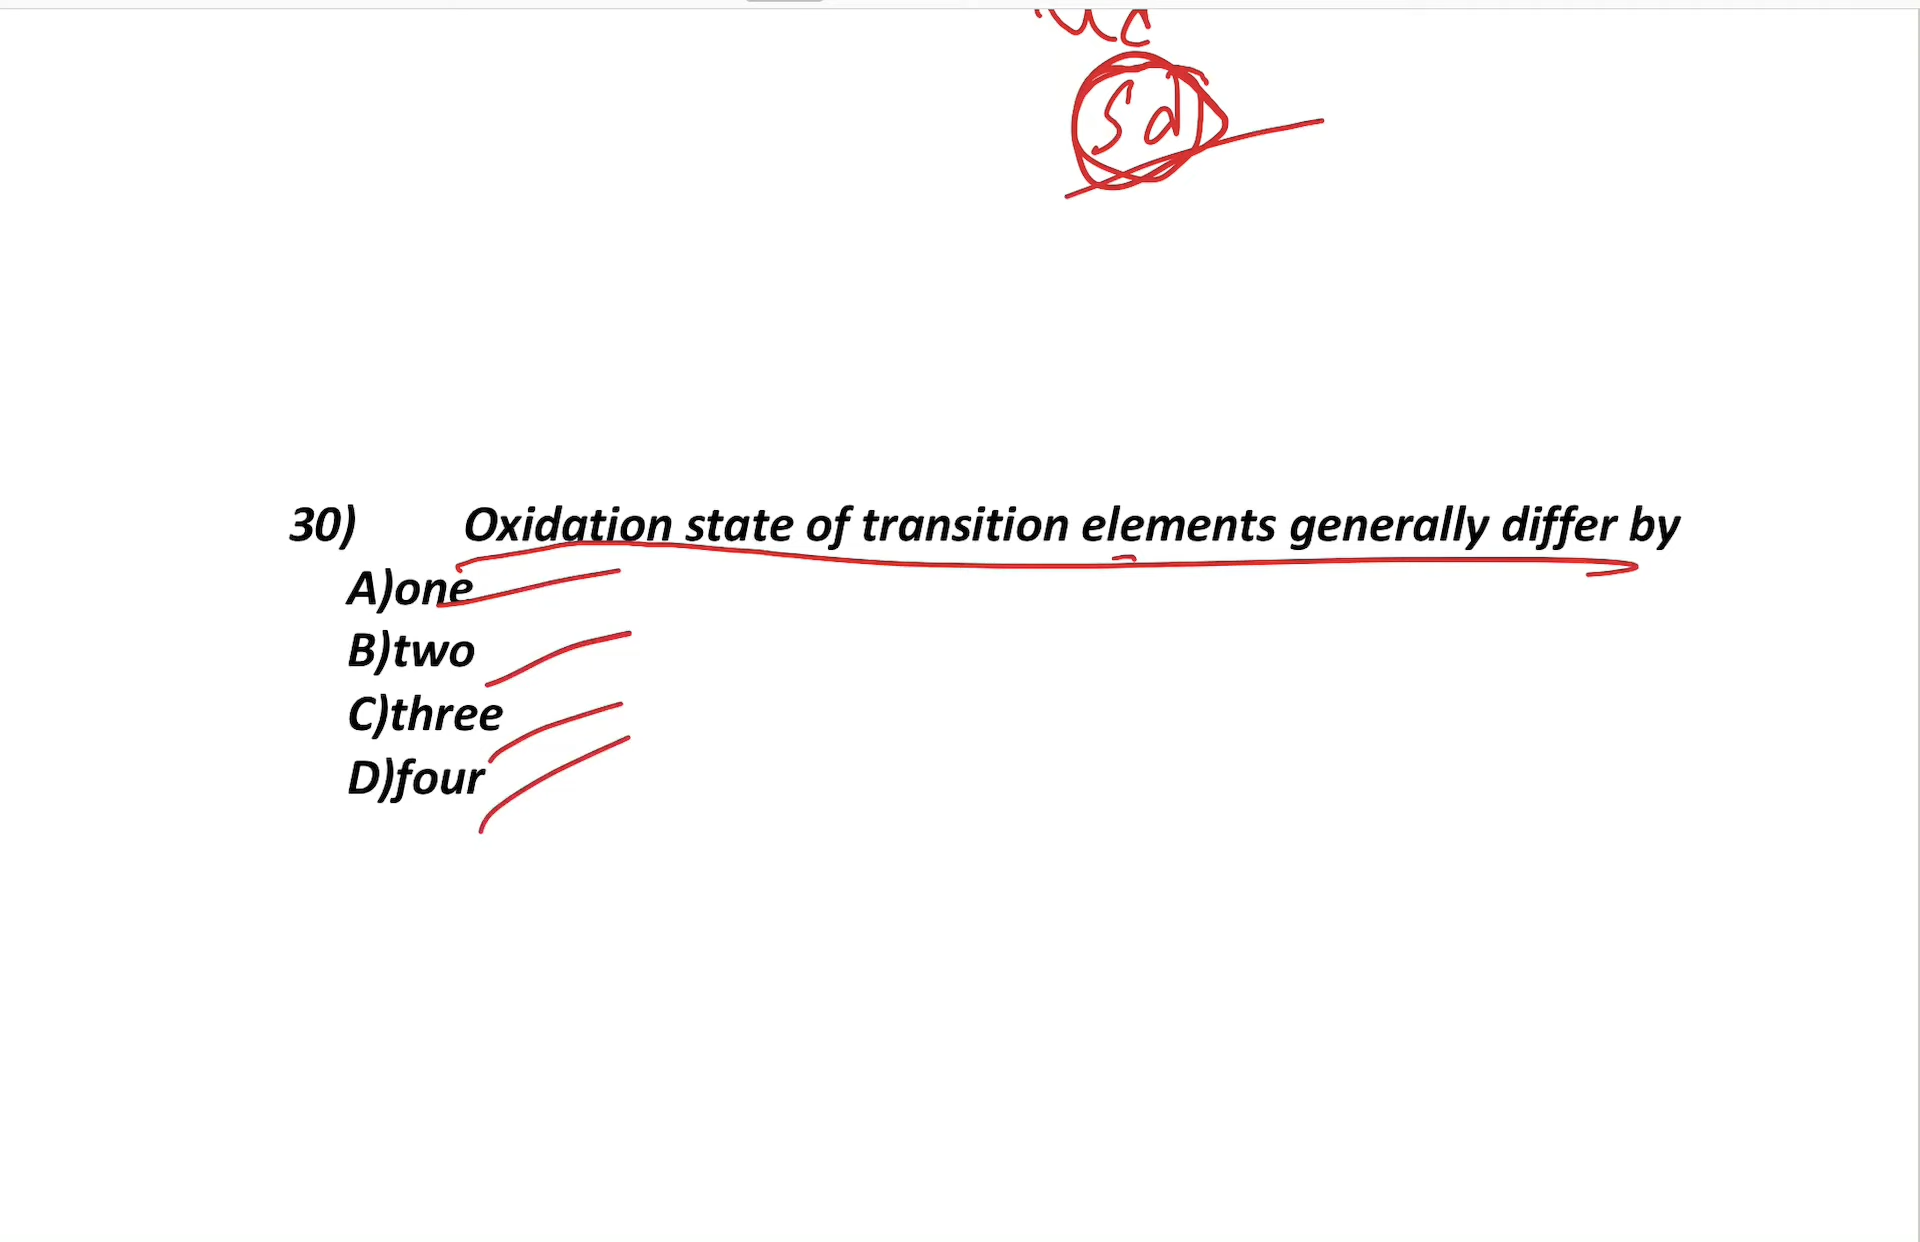 5d
30) Oxidation state of transition elements generally differ by
A)one
B)two
C)three
D)four